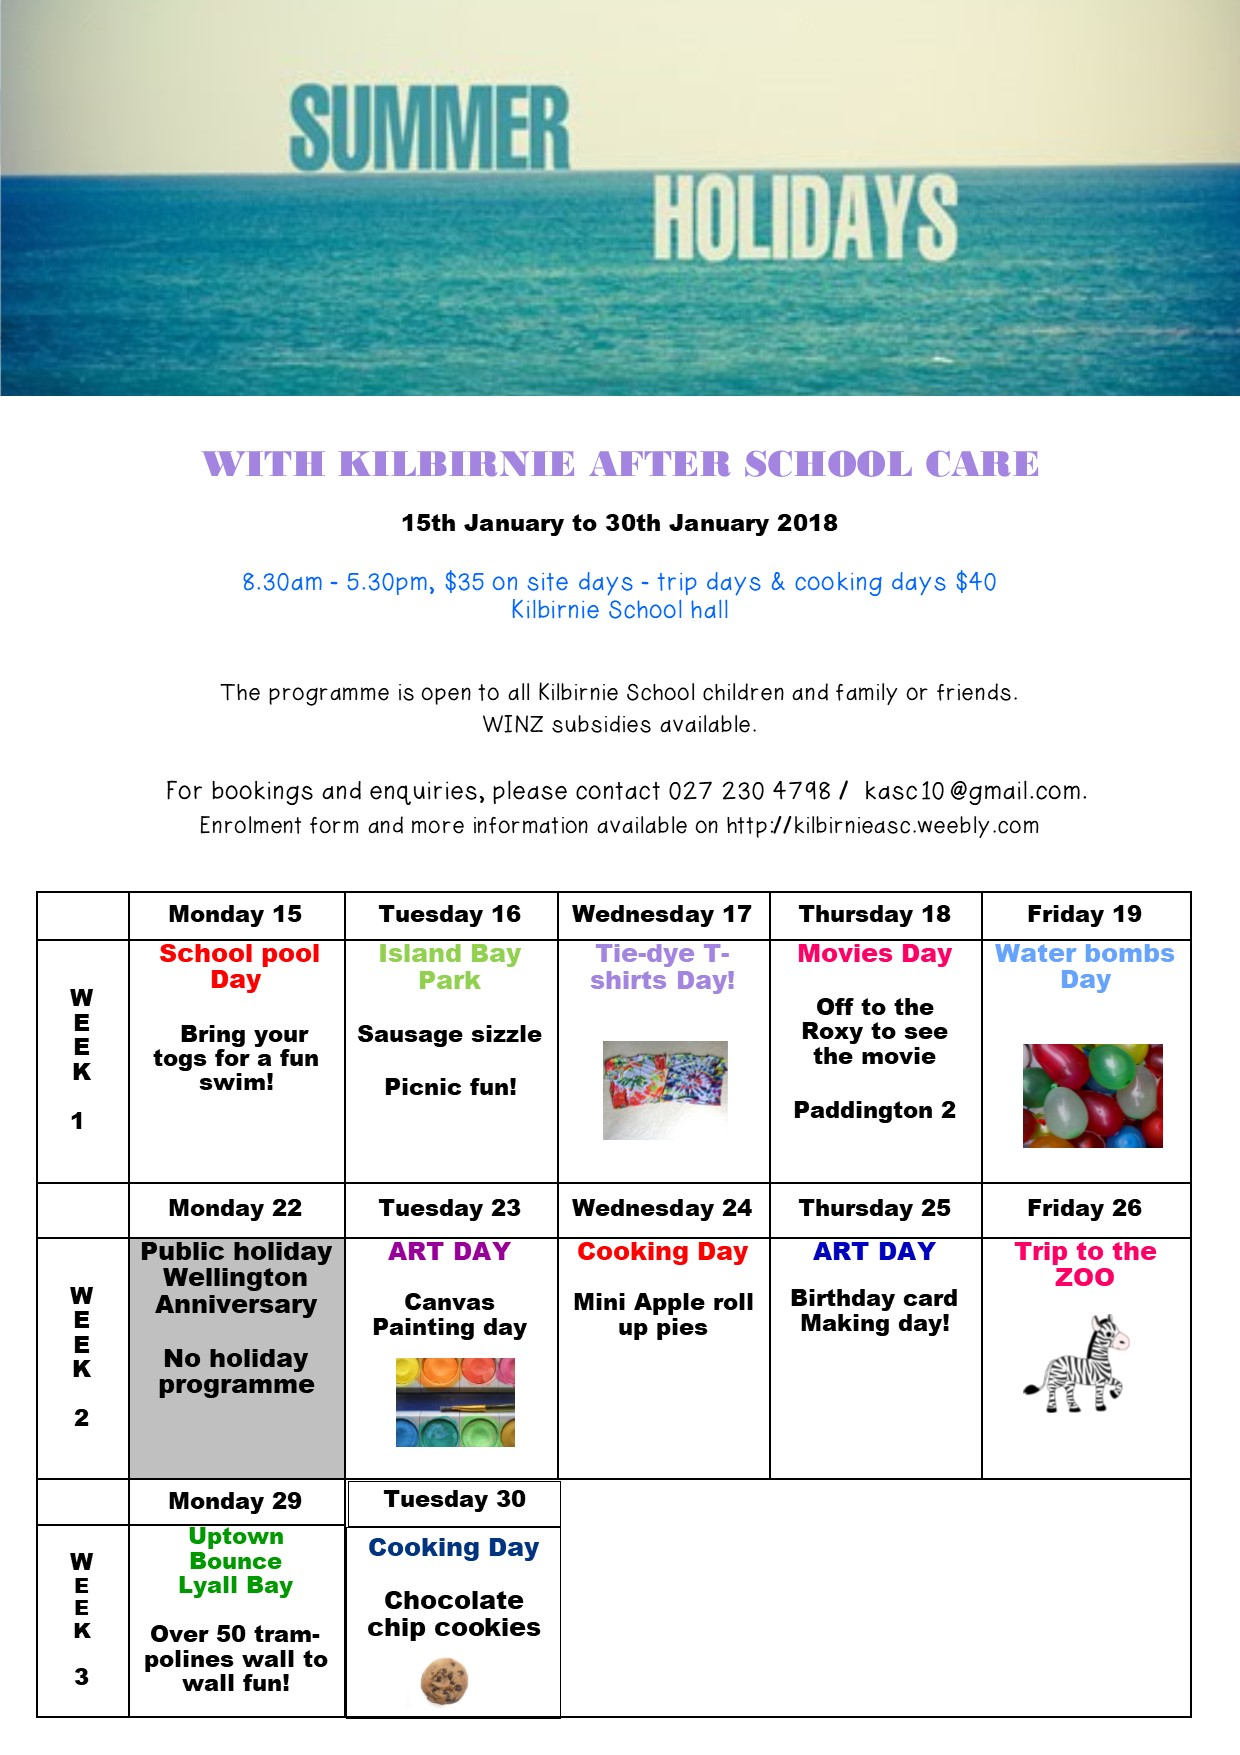 SUMMER
HOLIDAYS
WITH KILBIRNIE AFTER SCHOOL CARE
15th January to 30th January 2018
8.30am - 5.30pm, $35 on site days - trip days & cooking days $40
Kilbirnie School hall
The programme is open to all Kilbirnie School children and family or friends.
WINZ subsidies available.
For bookings and enquiries, please contact 027 230 4798 / kasc10@gmail.com.
Enrolment form and more information available on http://kilbirnieasc.weebly.com
Monday 15
Tuesday 16
Wednesday 17
Thursday 18
Friday 19
W
E
E
K
1
School pool
Day
Bring your
togs for a fun
swim!
Island Bay
Park
Sausage sizzle
Picnic fun!
Tie-dye T-
shirts Day!
Movies Day
Off to the
Roxy to see
the movie
Paddington 2
Water bombs
Day
Monday 22
Tuesday 23
Wednesday 24
Thursday 25
Friday 26
W
E
E
K
2
Public holiday
Wellington
Anniversary
No holiday
programme
ART DAY
Canvas
Painting day
Cooking Day
Mini Apple roll
up pies
ART DAY
Birthday card
Making day!
Trip to the
ZOO
Monday 29
Tuesday 30
W
E
E
K
3
Uptown
Bounce
Lyall Bay
Over 50 tram-
polines wall to
wall fun!
Cooking Day
Chocolate
chip cookies